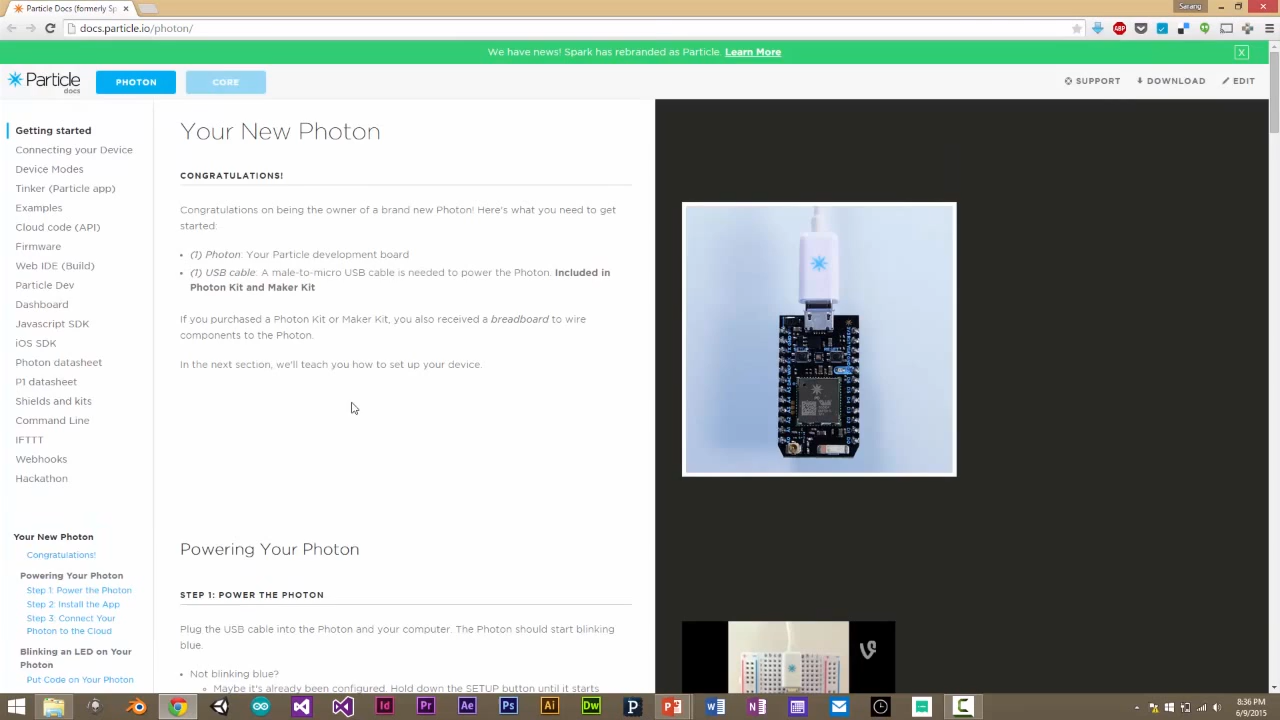 Particle Docs (formerly Sp
Sarang
docs.particle.io/photon/
ABP
We have news! Spark has rebranded as Particle. Learn More
X
Particle
docs
PHOTON
CORE
SUPPORT
DOWNLOAD
EDIT
Getting started
Connecting your Device
Device Modes
Tinker (Particle app)
Examples
Cloud code (API)
Firmware
Web IDE (Build)
Particle Dev
Dashboard
Javascript SDK
iOS SDK
Photon datasheet
P1 datasheet
Shields and kits
Command Line
IFTTT
Webhooks
Hackathon
Your New Photon
Congratulations!
Powering Your Photon
Step 1: Power the Photon
Step 2: Install the App
Step 3: Connect Your
Photon to the Cloud
Blinking an LED on Your
Photon
Put Code on Your Photon
Your New Photon
CONGRATULATIONS!
Congratulations on being the owner of a brand new Photon! Here's what you need to get
started:
(1) Photon: Your Particle development board
(1) USB cable: A male-to-micro USB cable is needed to power the Photon. Included in
Photon Kit and Maker Kit
If you purchased a Photon Kit or Maker Kit, you also received a breadboard to wire
components to the Photon.
In the next section, we'll teach you how to set up your device.
Powering Your Photon
STEP 1: POWER THE PHOTON
Plug the USB cable into the Photon and your computer. The Photon should start blinking
blue.
Not blinking blue?
Maybe it's already been configured. Hold down the SETUP button until it starts
Id
Pr
Ae
Ps
Ai
Dw
P
8:36 PM
6/9/2015